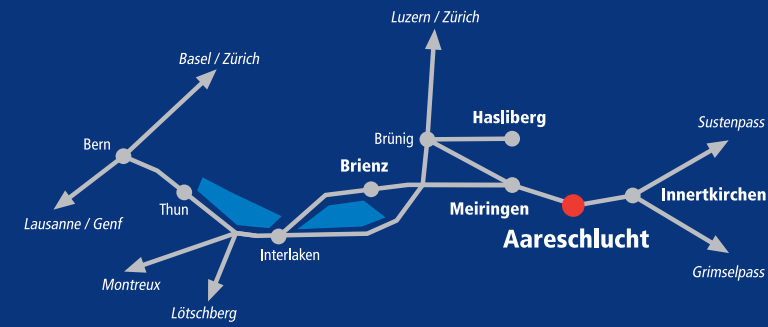 Luzern / Zürich
Basel / Zürich
Hasliberg
Sustenpass
Brünig
Bern
Brienz
Innertkirchen
Thun
Meiringen
Lausanne / Genf
Aareschlucht
Interlaken
Grimselpass
Montreux
Lötschberg